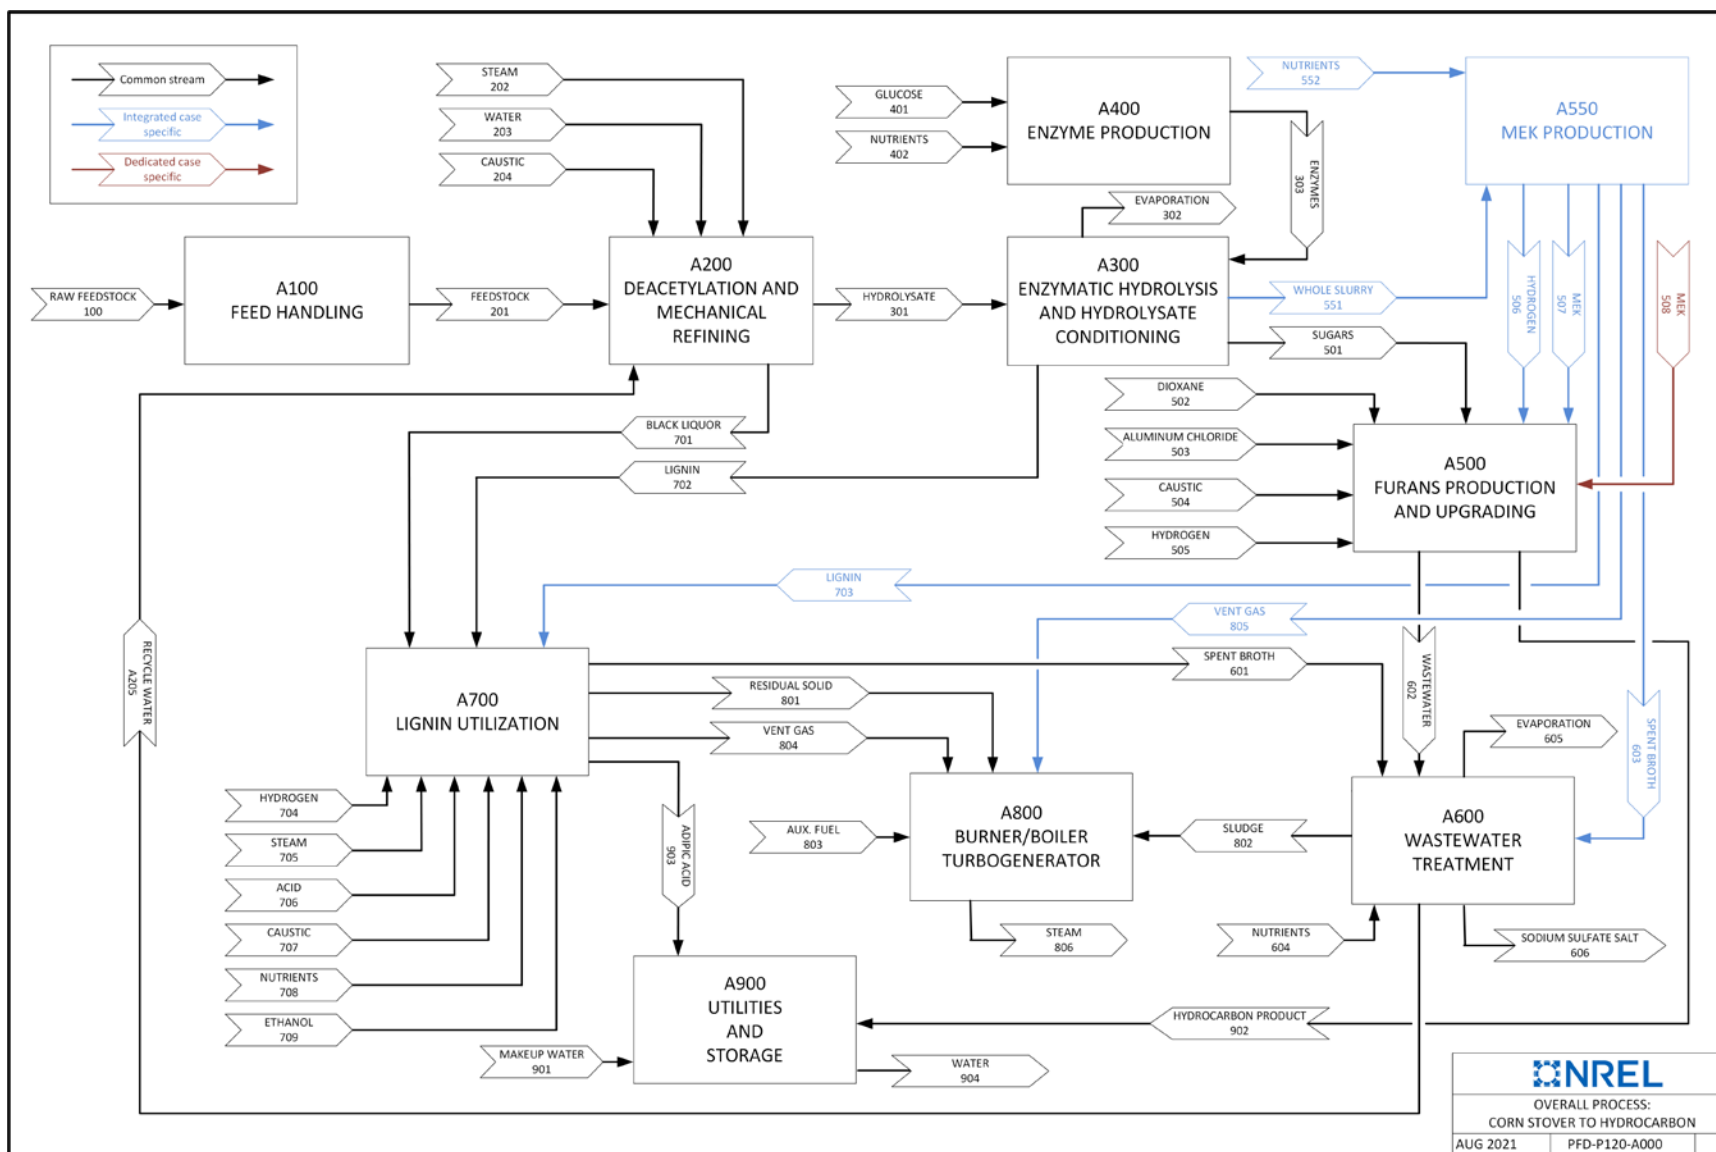 Common stream
Integrated case
specific
Dedicated case
specific
STEAM
202
WATER
203
CAUSTIC
204
GLUCOSE
401
NUTRIENTS
402
A400
ENZYME PRODUCTION
NUTRIENTS
552
A550
MEK PRODUCTION
ENZYMES
303
EVAPORATION
302
RAW FEEDSTOCK
100
A100
FEED HANDLING
FEEDSTOCK
201
A200
DEACETYLATION AND
MECHANICAL
REFINING
HYDROLYSATE
301
A300
ENZYMATIC HYDROLYSIS
AND HYDROLYSATE
CONDITIONING
WHOLE SLURRY
551
SUGARS
501
HYDROGEN
506
MEK
507
MEK
508
DIOXANE
502
ALUMINUM CHLORIDE
503
CAUSTIC
504
HYDROGEN
505
A500
FURANS PRODUCTION
AND UPGRADING
BLACK LIQUOR
701
LIGNIN
702
LIGNIN
703
VENT GAS
805
RECYCLE WATER
A205
A700
LIGNIN UTILIZATION
SPENT BROTH
601
RESIDUAL SOLID
801
VENT GAS
804
WASTEWATER
602
EVAPORATION
605
SPENT BROTH
603
HYDROGEN
704
STEAM
705
ACID
706
CAUSTIC
707
NUTRIENTS
708
ETHANOL
709
ADIPIC ACID
903
AUX. FUEL
803
A800
BURNER/BOILER
TURBOGENERATOR
SLUDGE
802
A600
WASTEWATER
TREATMENT
STEAM
806
NUTRIENTS
604
SODIUM SULFATE SALT
606
A900
UTILITIES
AND
STORAGE
HYDROCARBON PRODUCT
902
MAKEUP WATER
901
WATER
904
NREL
OVERALL PROCESS:
CORN STOVER TO HYDROCARBON
AUG 2021 PFD-P120-A000